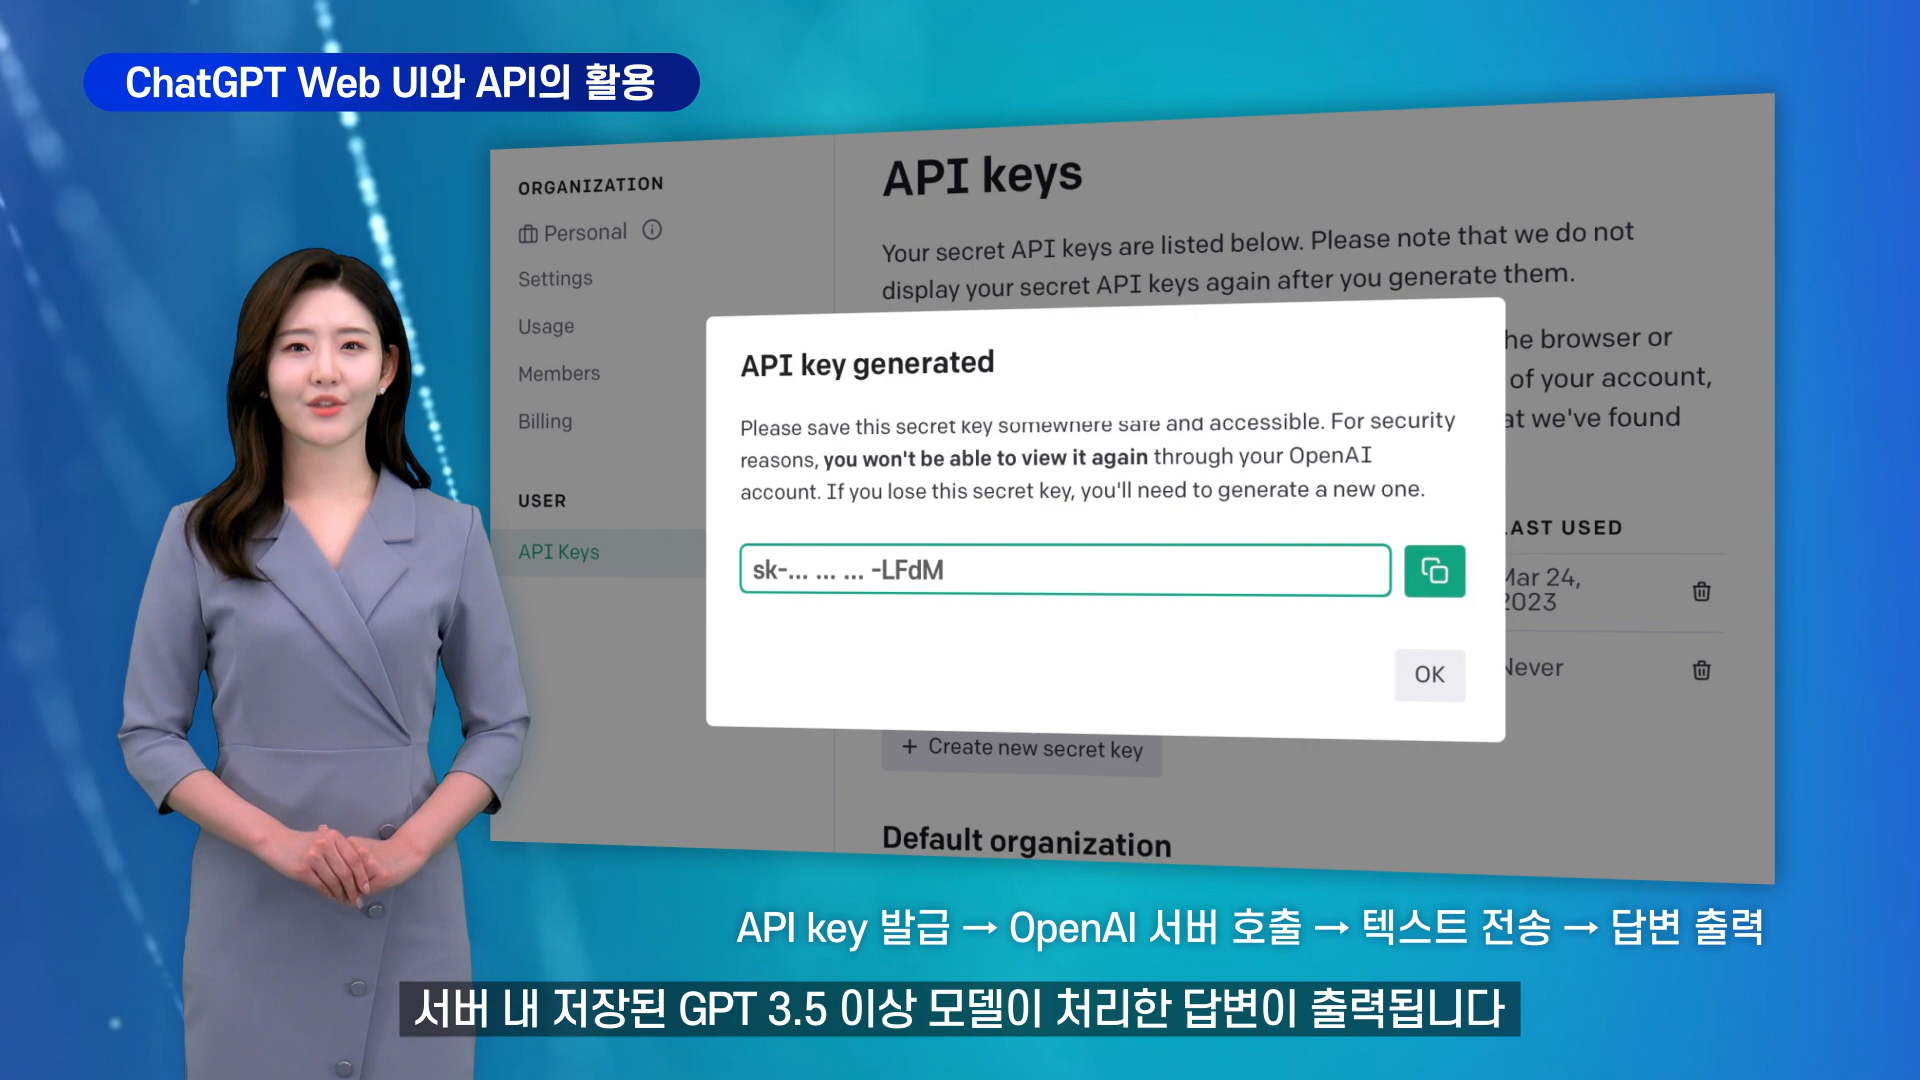 ChatGPT Web UI와 API의 활용
ORGANIZATION
Personal
Settings
Usage
Members
Billing
USER
API Keys
API keys
Your secret API keys are listed below. Please note that we do not
display your secret API keys again after you generate them.
the browser or
of your account,
at we've found
LAST USED
Mar 24,
2023
Never
API key generated
Please save this secret key somewhere safe and accessible. For security
reasons, you won't be able to view it again through your OpenAI
account. If you lose this secret key, you'll need to generate a new one.
sk-... ... ... -LFdM
OK
+ Create new secret key
Default organization
API key 발급 → OpenAI 서버 호출 → 텍스트 전송 → 답변 출력
서버 내 저장된 GPT 3.5 이상 모델이 처리한 답변이 출력됩니다